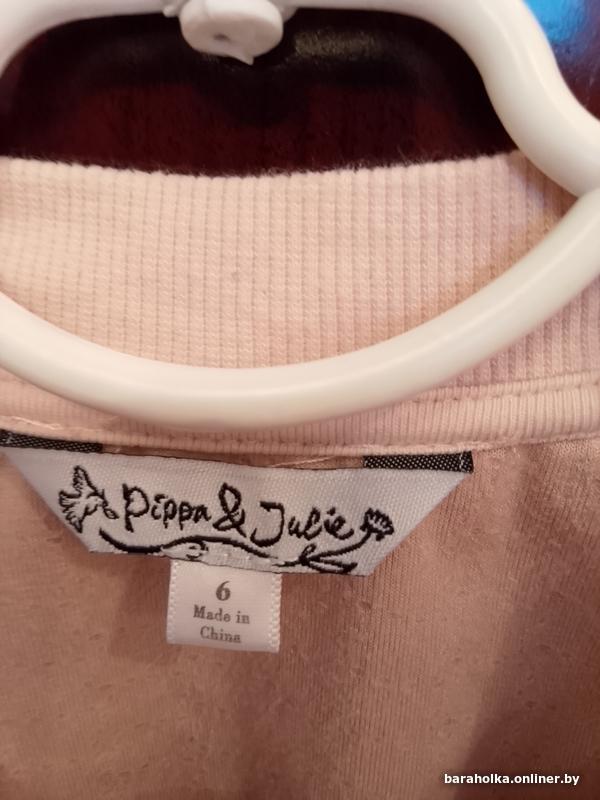 Pippa & Julie
6
Made in
China
baraholka.onliner.by